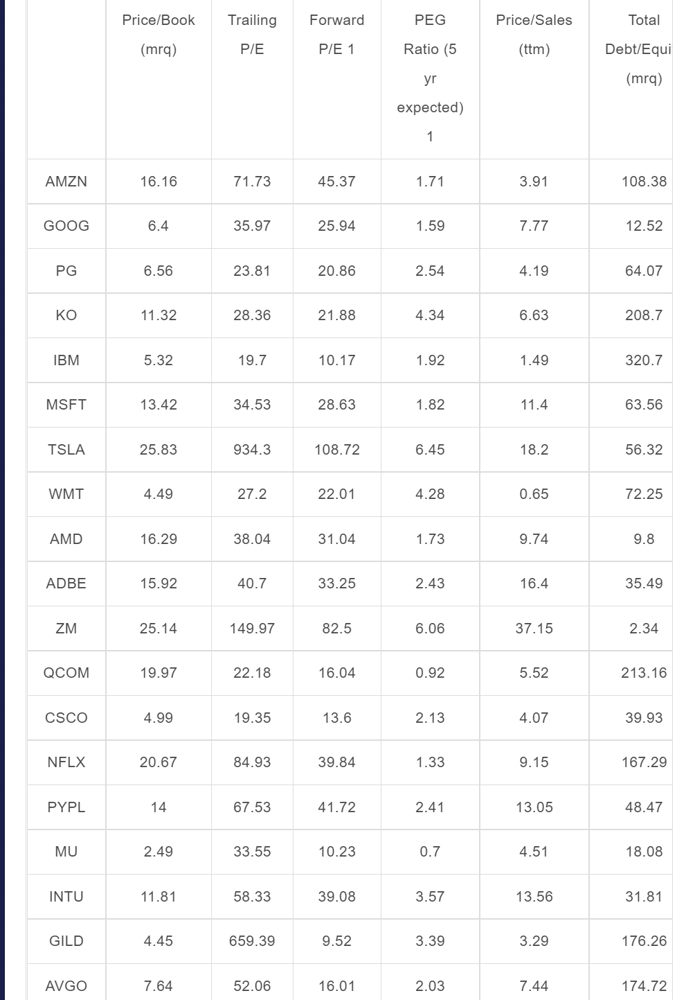 Price/Book Trailing Forward PEG Price/Sales Total
(mrq) P/E P/E 1 Ratio (5 (ttm) Debt/Equi
yr (mrq)
expected)
1
AMZN 16.16 71.73 45.37 1.71 3.91 108.38
GOOG 6.4 35.97 25.94 1.59 7.77 12.52
PG 6.56 23.81 20.86 2.54 4.19 64.07
KO 11.32 28.36 21.88 4.34 6.63 208.7
IBM 5.32 19.7 10.17 1.92 1.49 320.7
MSFT 13.42 34.53 28.63 1.82 11.4 63.56
TSLA 25.83 934.3 108.72 6.45 18.2 56.32
WMT 4.49 27.2 22.01 4.28 0.65 72.25
AMD 16.29 38.04 31.04 1.73 9.74 9.8
ADBE 15.92 40.7 33.25 2.43 16.4 35.49
ZM 25.14 149.97 82.5 6.06 37.15 2.34
QCOM 19.97 22.18 16.04 0.92 5.52 213.16
CSCO 4.99 19.35 13.6 2.13 4.07 39.93
NFLX 20.67 84.93 39.84 1.33 9.15 167.29
PYPL 14 67.53 41.72 2.41 13.05 48.47
MU 2.49 33.55 10.23 0.7 4.51 18.08
INTU 11.81 58.33 39.08 3.57 13.56 31.81
GILD 4.45 659.39 9.52 3.39 3.29 176.26
AVGO 7.64 52.06 16.01 2.03 7.44 174.72